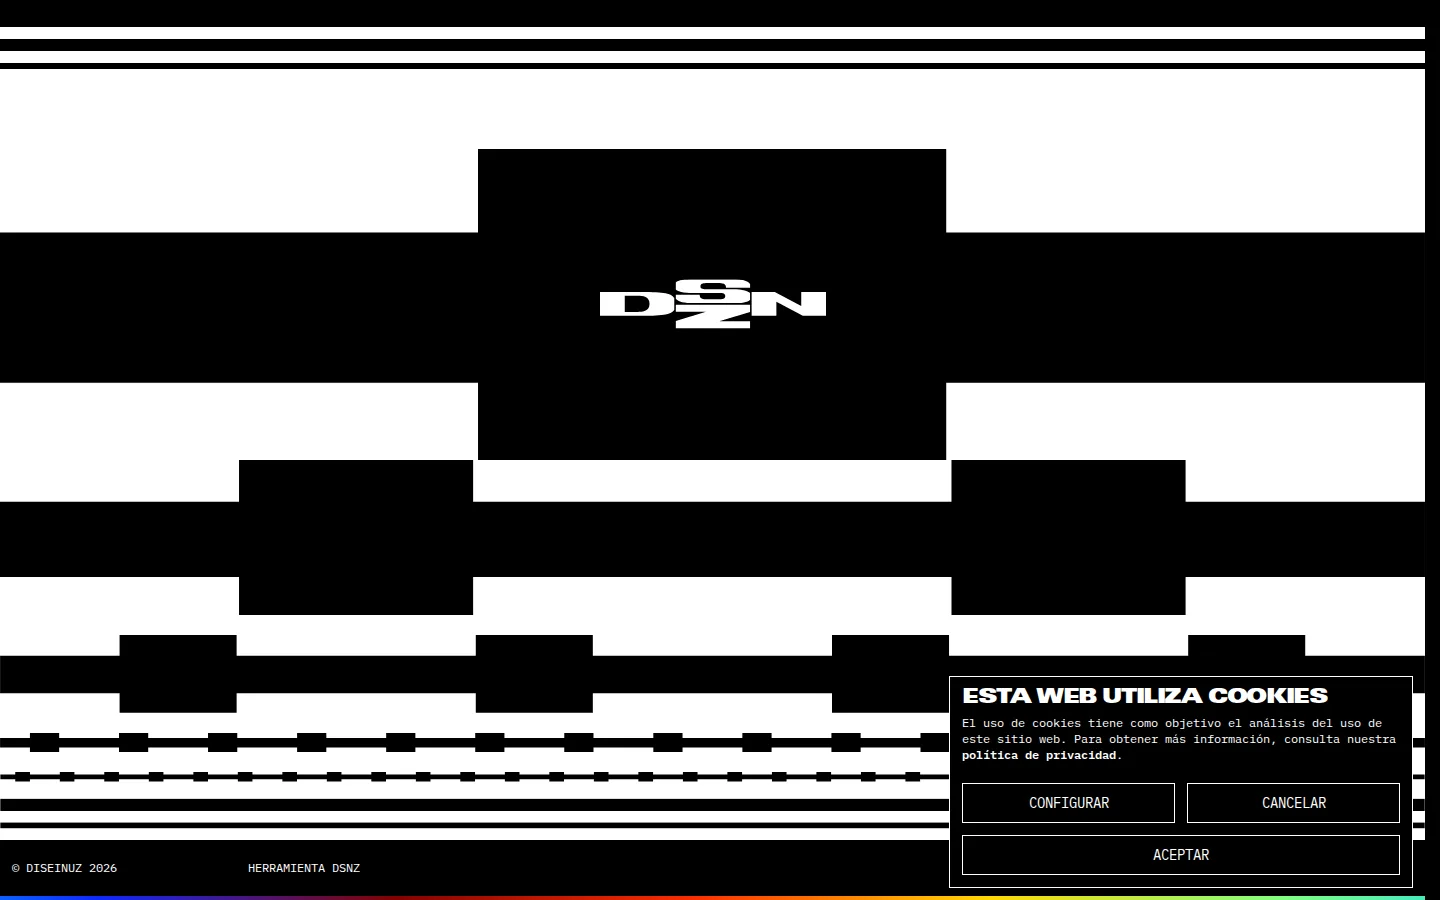 DSZN
ESTA WEB UTILIZA COOKIES
El uso de cookies tiene como objetivo el análisis del uso de
este sitio web. Para obtener más información, consulta nuestra
política de privacidad.
CONFIGURAR
CANCELAR
ACEPTAR
© DISEINUZ 2026
HERRAMIENTA DSNZ